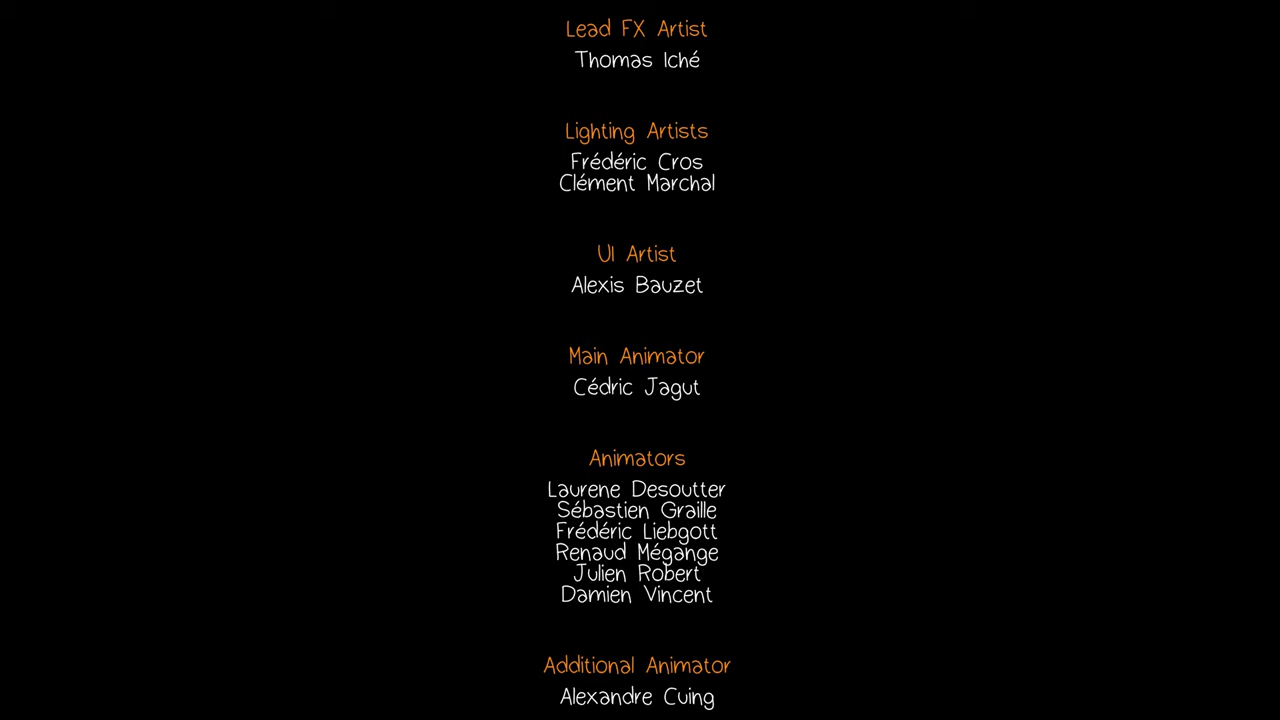 Lead FX Artist
Thomas Iché
Lighting Artists
Frédéric Cros
Clément Marchal
UI Artist
Alexis Bauzet
Main Animator
Cédric Jagut
Animators
Laurene Desoutter
Sébastien Graille
Frédéric Liebgott
Renaud Mégange
Julien Robert
Damien Vincent
Additional Animator
Alexandre Cuing